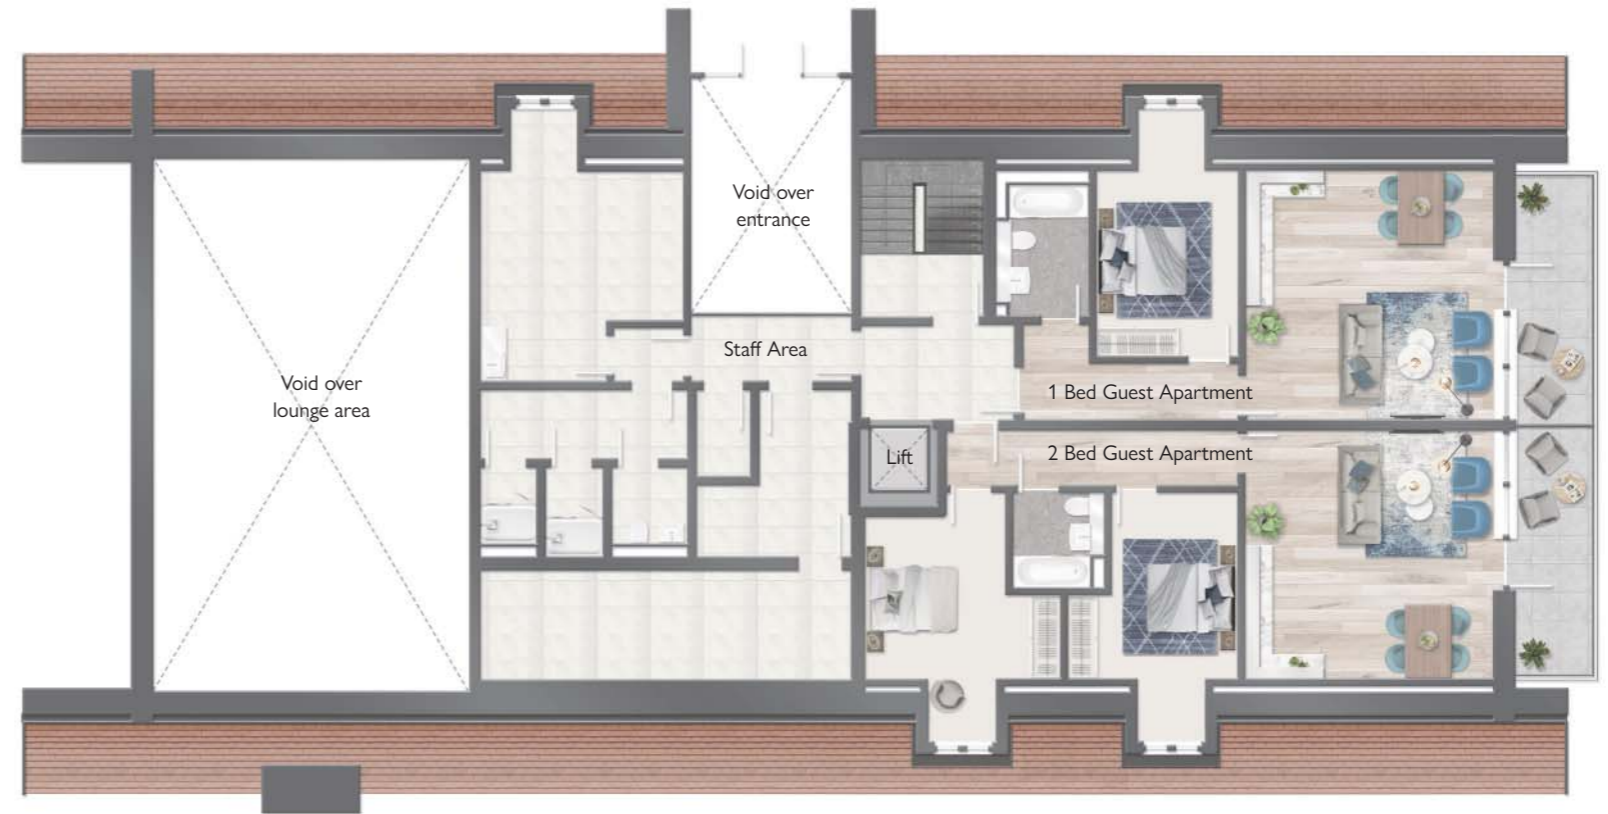 Void over
entrance
Staff Area
Void over
lounge area
1 Bed Guest Apartment
Lift
2 Bed Guest Apartment